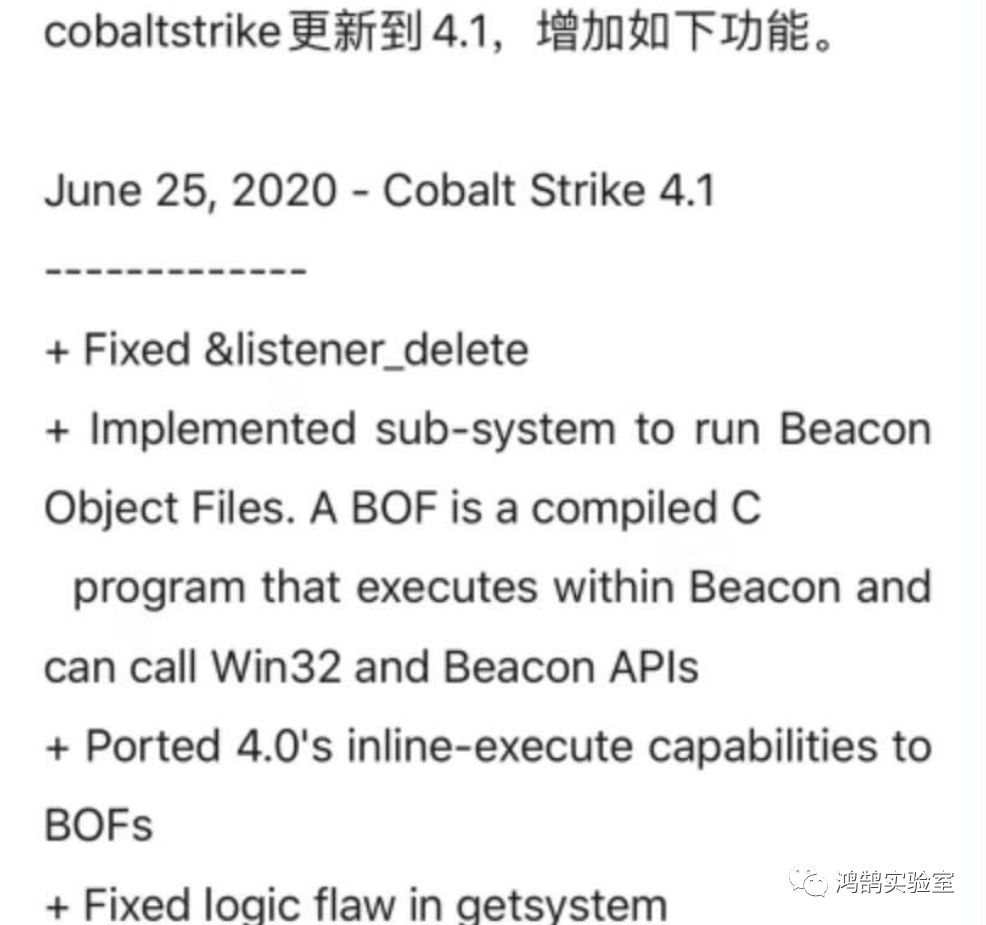 cobaltstrike更新到 4.1，增加如下功能。
June 25, 2020 - Cobalt Strike 4.1
-------------
+ Fixed &listener_delete
+ Implemented sub-system to run Beacon
Object Files. A BOF is a compiled C
program that executes within Beacon and
can call Win32 and Beacon APIs
+ Ported 4.0's inline-execute capabilities to
BOFs
+ Fixed logic flaw in getsystem
鸿鹄实验室